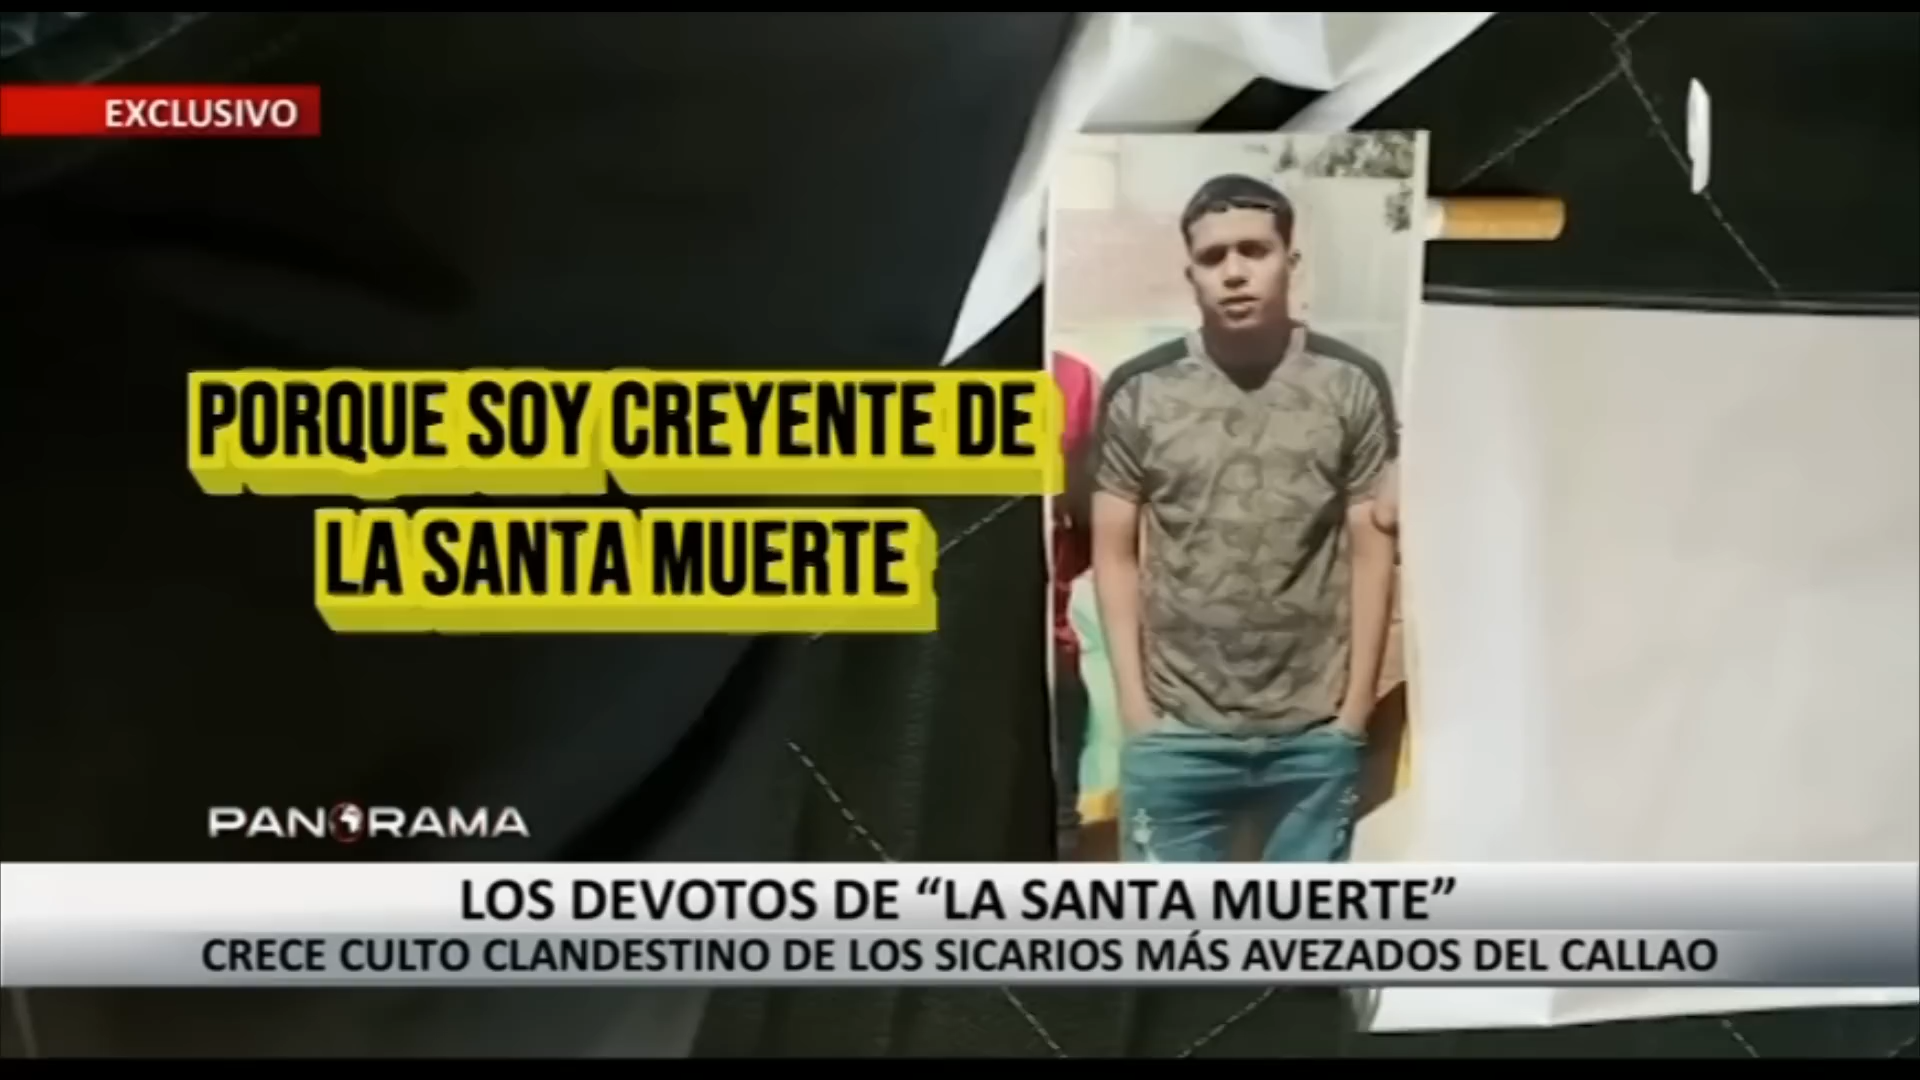 EXCLUSIVO
PORQUE SOY CREYENTE DE
LA SANTA MUERTE
PANORAMA
LOS DEVOTOS DE “LA SANTA MUERTE”
CRECE CULTO CLANDESTINO DE LOS SICARIOS MÁS AVEZADOS DEL CALLAO